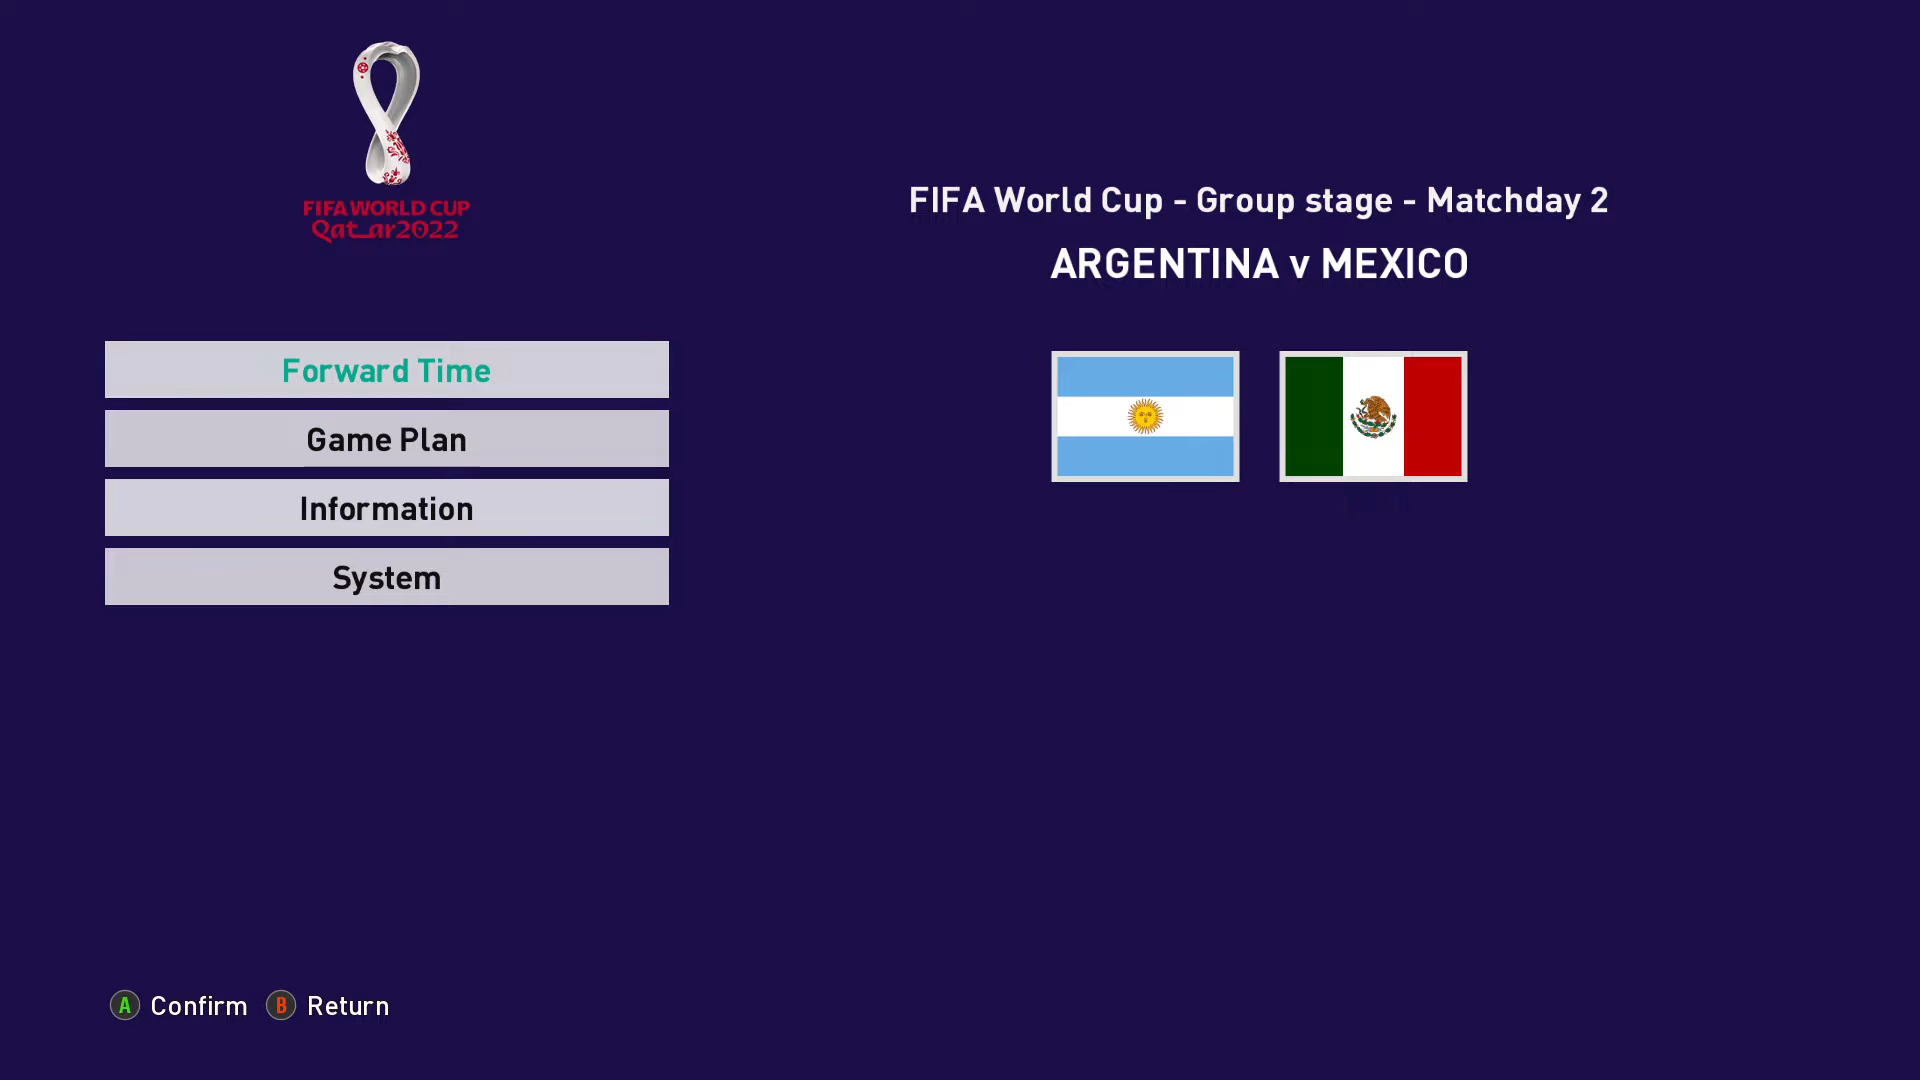 FIFA WORLD CUP
Qatar2022
FIFA World Cup - Group stage - Matchday 2
ARGENTINA v MEXICO
Forward Time
Game Plan
Information
System
A Confirm B Return